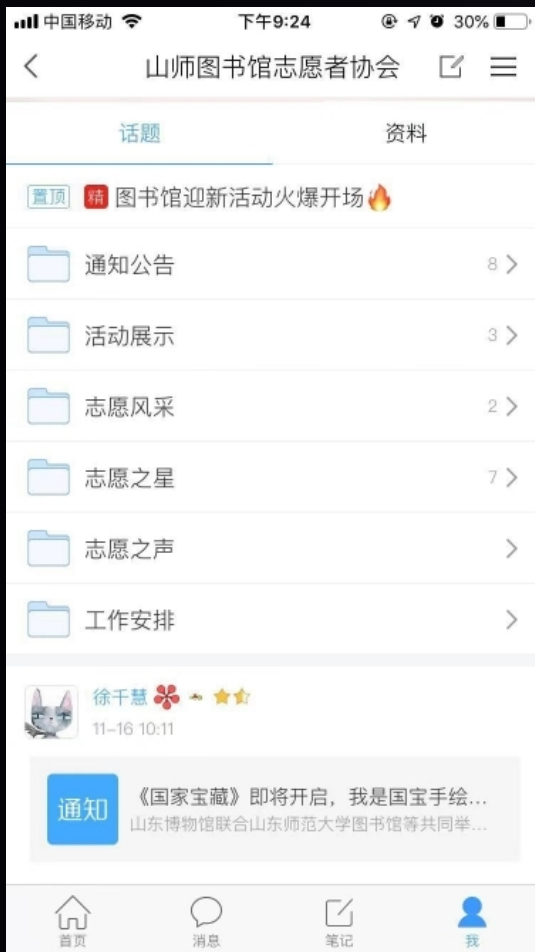 中国移动 下午9:24 30%
山师图书馆志愿者协会
话题 资料
置顶 精 图书馆迎新活动火爆开场🔥
通知公告 8
活动展示 3
志愿风采 2
志愿之星 7
志愿之声
工作安排
徐千慧
11-16 10:11
通知
《国家宝藏》即将开启，我是国宝手绘...
山东博物馆联合山东师范大学图书馆等共同举...
首页 消息 笔记 我